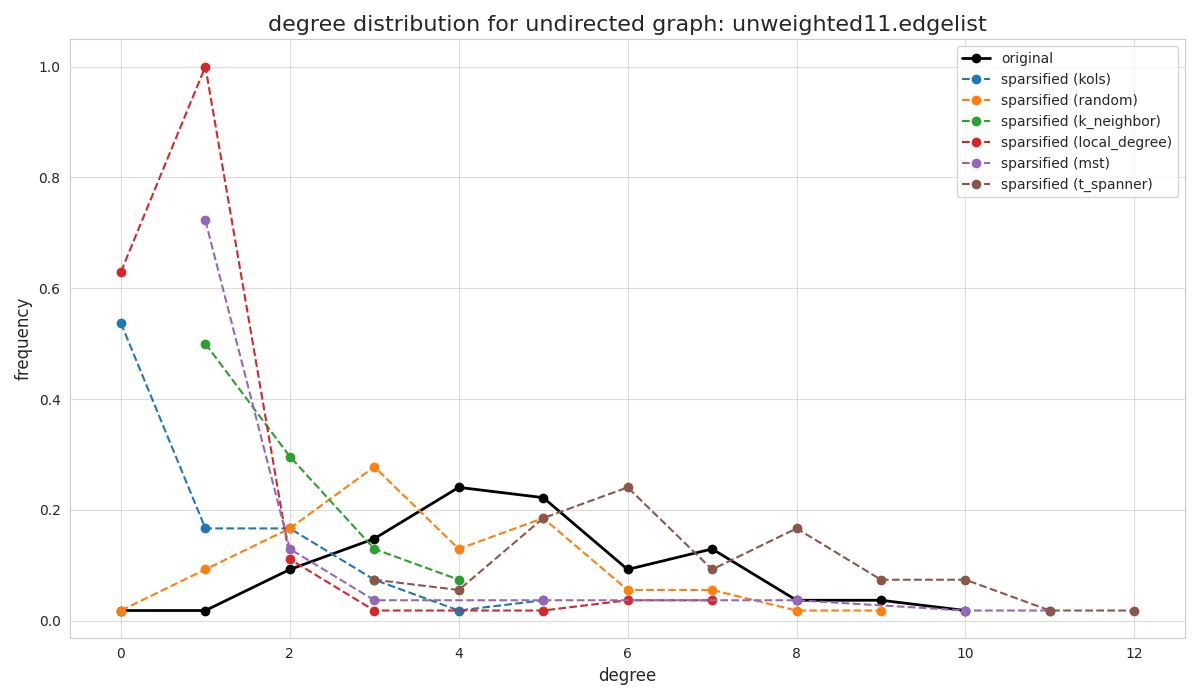 degree distribution for undirected graph: unweighted11.edgelist
original
sparsified (kols)
sparsified (random)
sparsified (k_neighbor)
sparsified (local_degree)
sparsified (mst)
sparsified (t_spanner)
frequency
1.0
0.8
0.6
0.4
0.2
0.0
0 2 4 6 8 10 12
degree